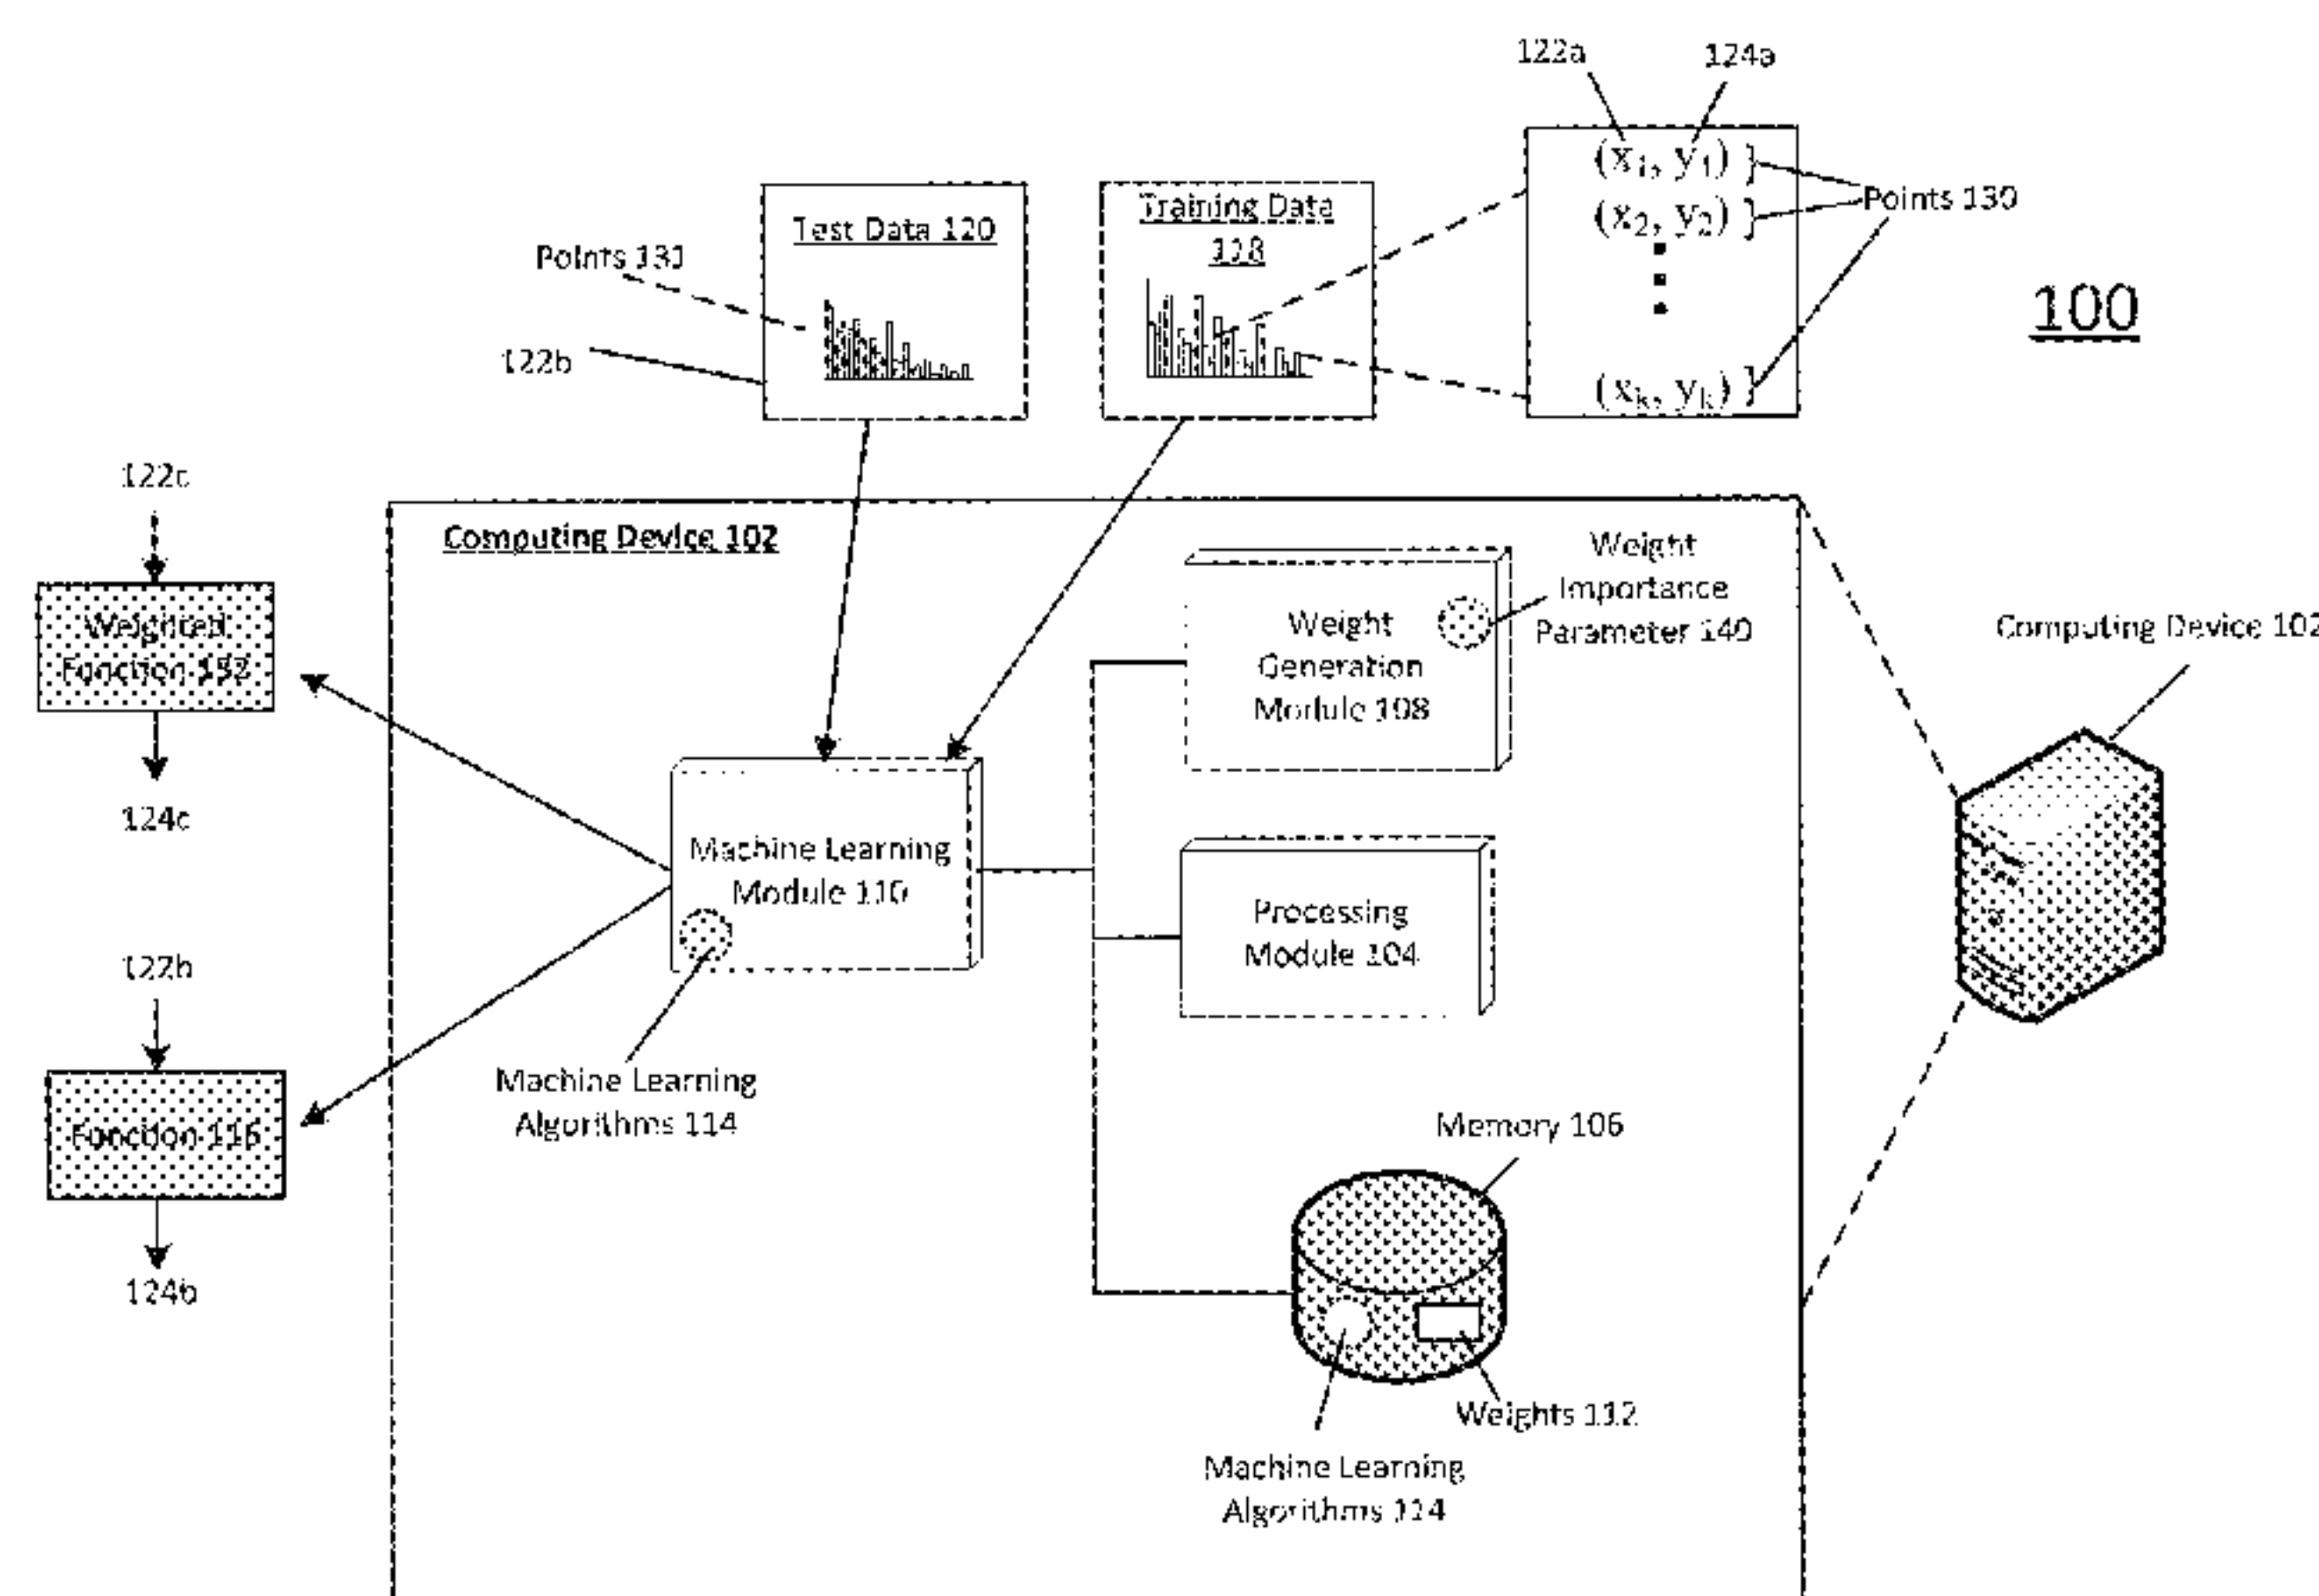 122a 124a
(x1, y1)
(x2, y2)
(xk, yk)
Points 130
100
Training Data
118
Test Data 120
Points 131
122b
122c
Weighted
Function 132
124c
122b
Function 116
124b
Computing Device 102
Weight
Generation
Module 108
Weight
Importance
Parameter 140
Machine Learning
Module 110
Machine Learning
Algorithms 114
Processing
Module 104
Memory 106
Weights 112
Machine Learning
Algorithms 114
Computing Device 102